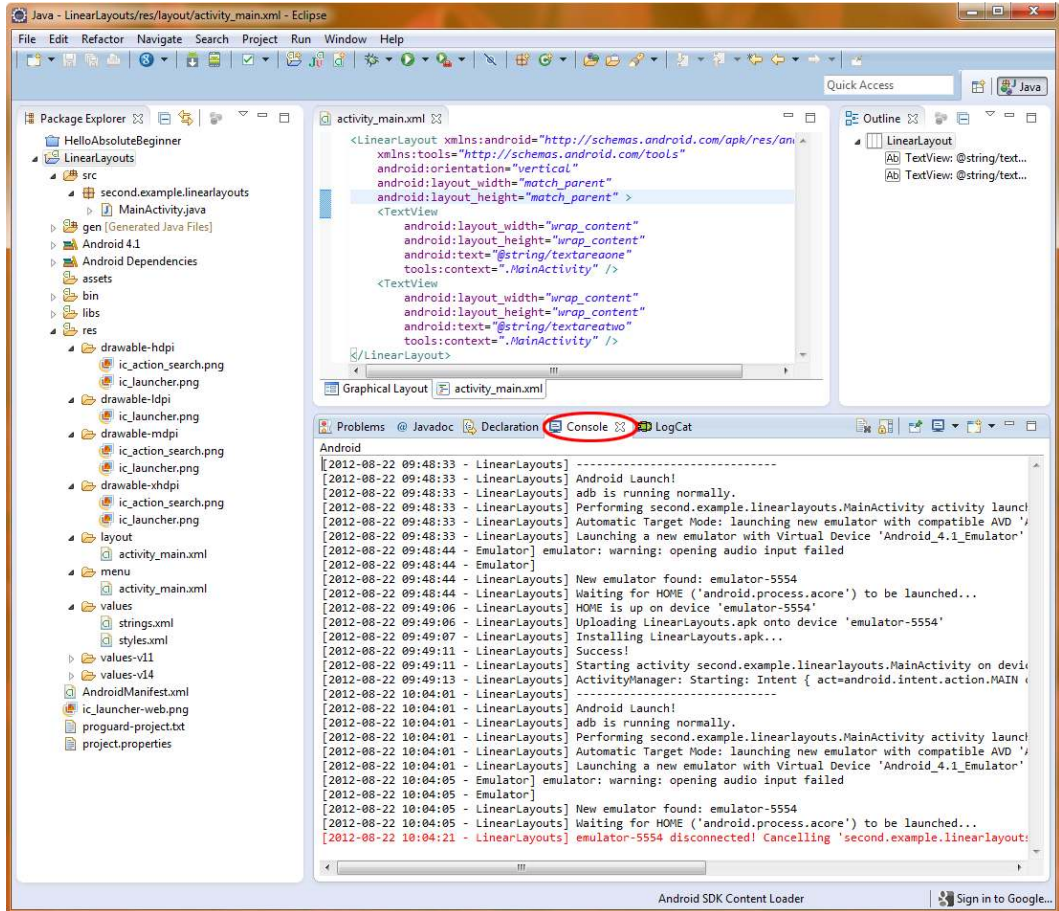 Java - LinearLayouts/res/layout/activity_main.xml - Eclipse
File Edit Refactor Navigate Search Project Run Window Help
Quick Access
Java
Package Explorer
HelloAbsoluteBeginner
LinearLayouts
src
second.example.linearlayouts
MainActivity.java
gen [Generated Java Files]
Android 4.1
Android Dependencies
assets
bin
libs
res
drawable-hdpi
ic_action_search.png
ic_launcher.png
drawable-ldpi
ic_launcher.png
drawable-mdpi
ic_action_search.png
ic_launcher.png
drawable-xhdpi
ic_action_search.png
ic_launcher.png
layout
activity_main.xml
menu
activity_main.xml
values
strings.xml
styles.xml
values-v11
values-v14
AndroidManifest.xml
ic_launcher-web.png
proguard-project.txt
project.properties
activity_main.xml
<LinearLayout xmlns:android="http://schemas.android.com/apk/res/an
xmlns:tools="http://schemas.android.com/tools"
android:orientation="vertical"
android:layout_width="match_parent"
android:layout_height="match_parent" >
<TextView
android:layout_width="wrap_content"
android:layout_height="wrap_content"
android:text="@string/textareaone"
tools:context=".MainActivity" />
<TextView
android:layout_width="wrap_content"
android:layout_height="wrap_content"
android:text="@string/textareatwo"
tools:context=".MainActivity" />
</LinearLayout>
Graphical Layout activity_main.xml
Outline
LinearLayout
Ab TextView: @string/text...
Ab TextView: @string/text...
Problems @ Javadoc Declaration Console LogCat
Android
[2012-08-22 09:48:33 - LinearLayouts] ------------------------------
[2012-08-22 09:48:33 - LinearLayouts] Android Launch!
[2012-08-22 09:48:33 - LinearLayouts] adb is running normally.
[2012-08-22 09:48:33 - LinearLayouts] Performing second.example.linearlayouts.MainActivity activity launch
[2012-08-22 09:48:33 - LinearLayouts] Automatic Target Mode: launching new emulator with compatible AVD '
[2012-08-22 09:48:33 - LinearLayouts] Launching a new emulator with Virtual Device 'Android_4.1_Emulator'
[2012-08-22 09:48:44 - Emulator] emulator: warning: opening audio input failed
[2012-08-22 09:48:44 - Emulator]
[2012-08-22 09:48:44 - LinearLayouts] New emulator found: emulator-5554
[2012-08-22 09:48:44 - LinearLayouts] Waiting for HOME ('android.process.acore') to be launched...
[2012-08-22 09:49:06 - LinearLayouts] HOME is up on device 'emulator-5554'
[2012-08-22 09:49:06 - LinearLayouts] Uploading LinearLayouts.apk onto device 'emulator-5554'
[2012-08-22 09:49:07 - LinearLayouts] Installing LinearLayouts.apk...
[2012-08-22 09:49:11 - LinearLayouts] Success!
[2012-08-22 09:49:11 - LinearLayouts] Starting activity second.example.linearlayouts.MainActivity on devic
[2012-08-22 09:49:13 - LinearLayouts] ActivityManager: Starting: Intent { act=android.intent.action.MAIN
[2012-08-22 10:04:01 - LinearLayouts] ------------------------------
[2012-08-22 10:04:01 - LinearLayouts] Android Launch!
[2012-08-22 10:04:01 - LinearLayouts] adb is running normally.
[2012-08-22 10:04:01 - LinearLayouts] Performing second.example.linearlayouts.MainActivity activity launch
[2012-08-22 10:04:01 - LinearLayouts] Automatic Target Mode: launching new emulator with compatible AVD '
[2012-08-22 10:04:01 - LinearLayouts] Launching a new emulator with Virtual Device 'Android_4.1_Emulator'
[2012-08-22 10:04:05 - Emulator] emulator: warning: opening audio input failed
[2012-08-22 10:04:05 - Emulator]
[2012-08-22 10:04:05 - LinearLayouts] New emulator found: emulator-5554
[2012-08-22 10:04:05 - LinearLayouts] Waiting for HOME ('android.process.acore') to be launched...
[2012-08-22 10:04:21 - LinearLayouts] emulator-5554 disconnected! Cancelling 'second.example.linearlayouts
Android SDK Content Loader
Sign in to Google...